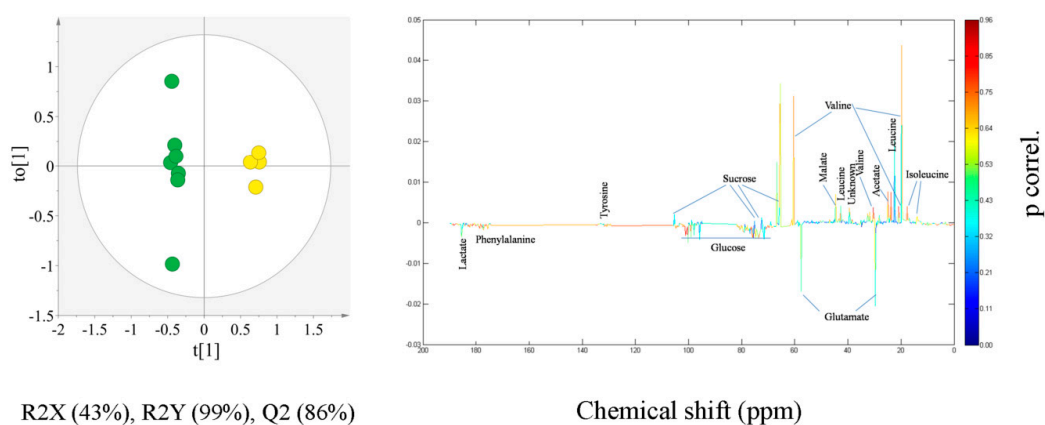 to[1]
1
0.5
0
-0.5
-1
-1.5
-2 -1.5 -1 -0.5 0 0.5 1 1.5
t[1]
R2X (43%), R2Y (99%), Q2 (86%)
0.05
0.04
0.03
0.02
0.01
0
-0.01
-0.02
-0.03
200 180 160 140 120 100 80 60 40 20 0
Lactate
Phenylalanine
Tyrosine
Sucrose
Glucose
Valine
Malate
Leucine
Unknown
Valine
Acetate
Leucine
Isoleucine
Glutamate
Chemical shift (ppm)
0.96
0.85
0.75
0.64
0.53
0.43
0.32
0.21
0.11
0.00
p correl.